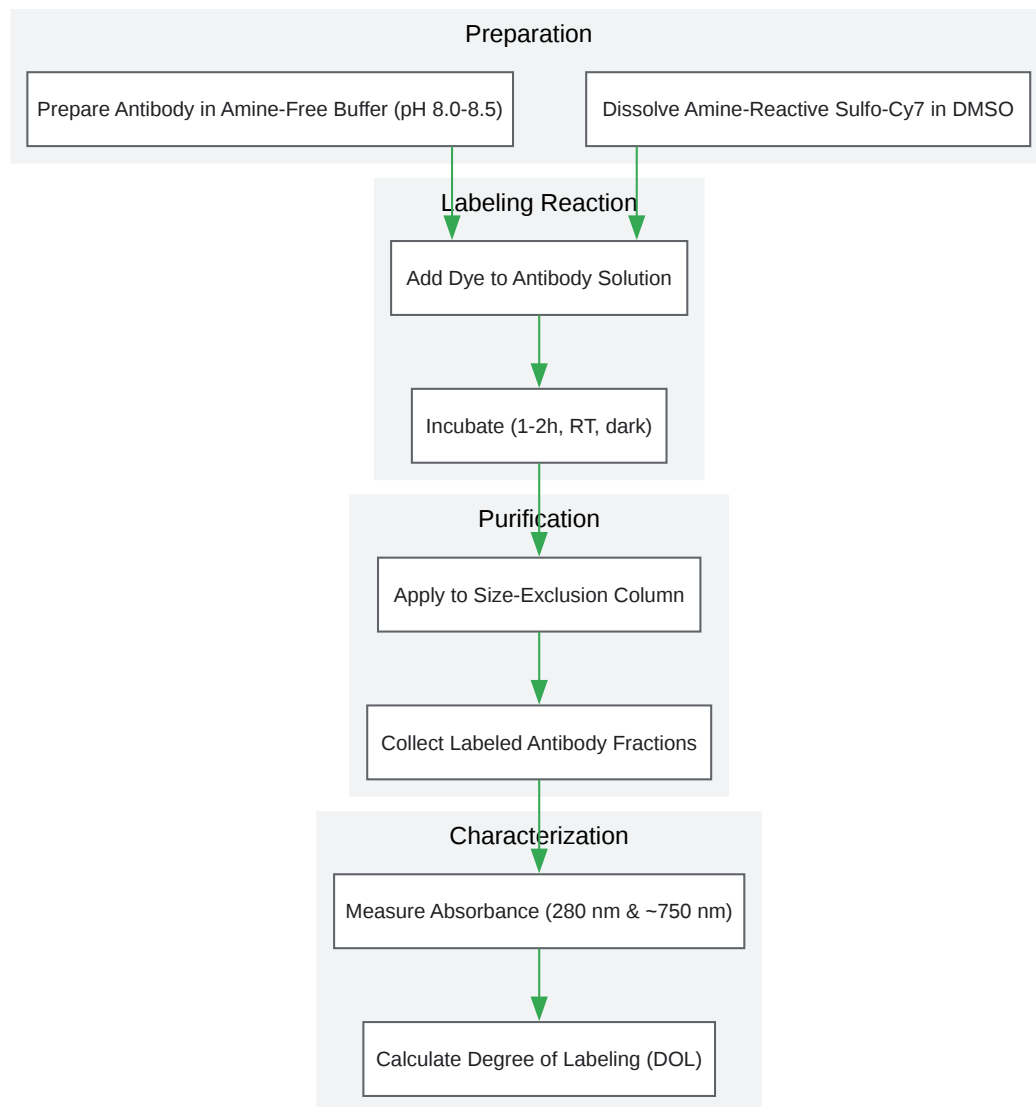 Preparation
Prepare Antibody in Amine-Free Buffer (pH 8.0-8.5)
Dissolve Amine-Reactive Sulfo-Cy7 in DMSO
Labeling Reaction
Add Dye to Antibody Solution
Incubate (1-2h, RT, dark)
Purification
Apply to Size-Exclusion Column
Collect Labeled Antibody Fractions
Characterization
Measure Absorbance (280 nm & ~750 nm)
Calculate Degree of Labeling (DOL)